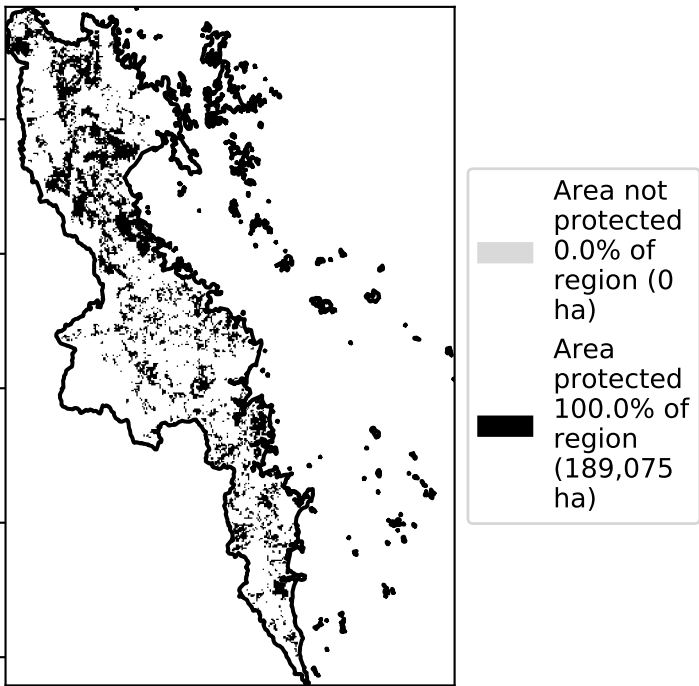 Area not
protected
0.0% of
region (0
ha)
Area
protected
100.0% of
region
(189,075
ha)